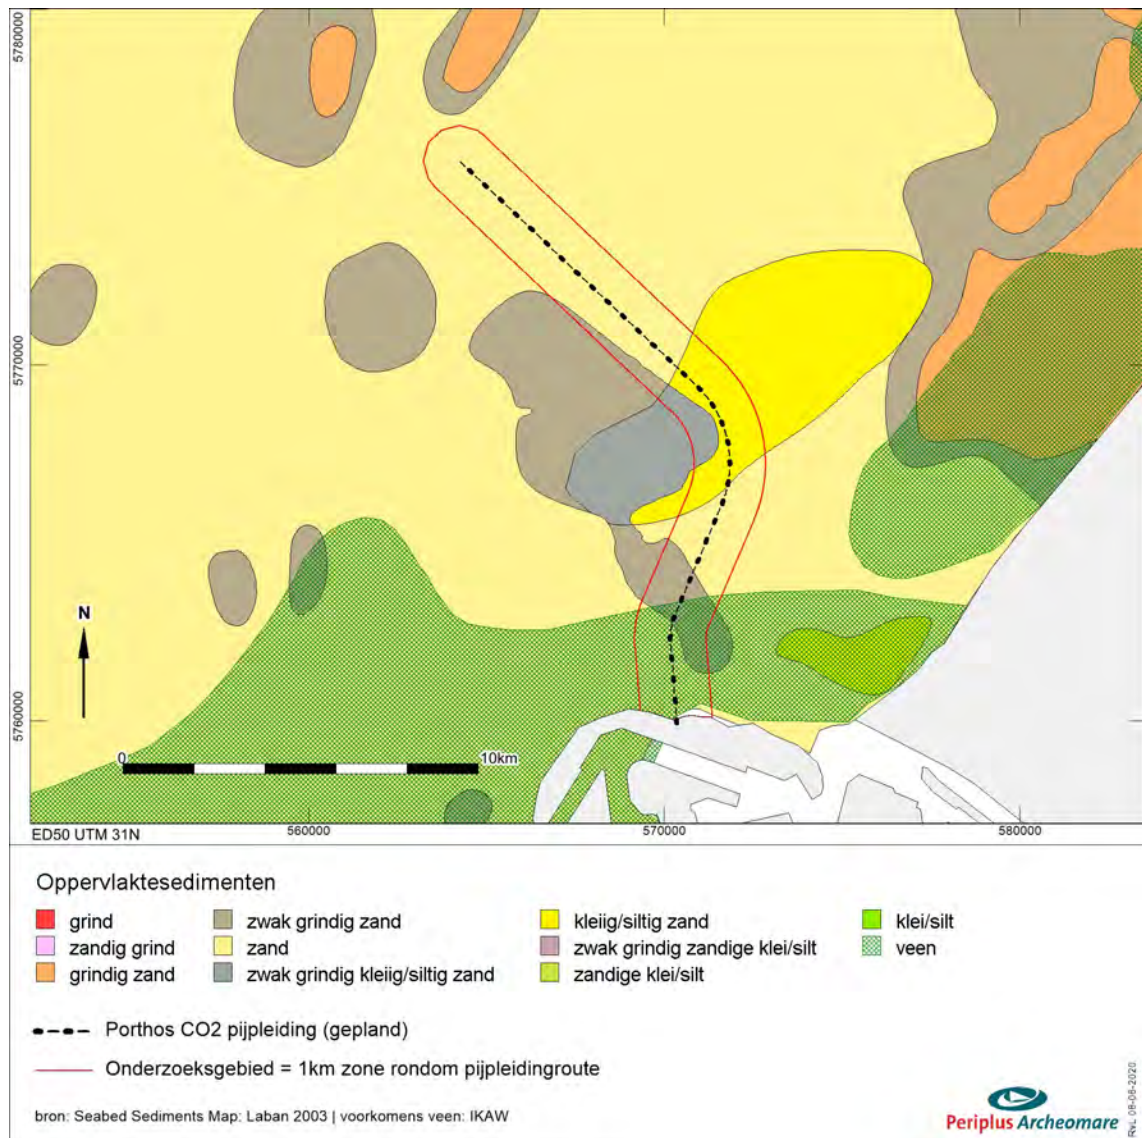 5780000
5770000
5760000
N
0
10km
ED50 UTM 31N
560000
570000
580000
Oppervlaktesedimenten
grind
zandig grind
grindig zand
zwak grindig zand
zand
zwak grindig kleiig/siltig zand
kleiig/siltig zand
zwak grindig zandige klei/silt
zandige klei/silt
klei/silt
veen
Porthos CO2 pijpleiding (gepland)
Onderzoeksgebied = 1km zone rondom pijpleidingroute
bron: Seabed Sediments Map: Laban 2003 | voorkomens veen: IKAW
Periplus Archeomare
RvL 08-06-2020